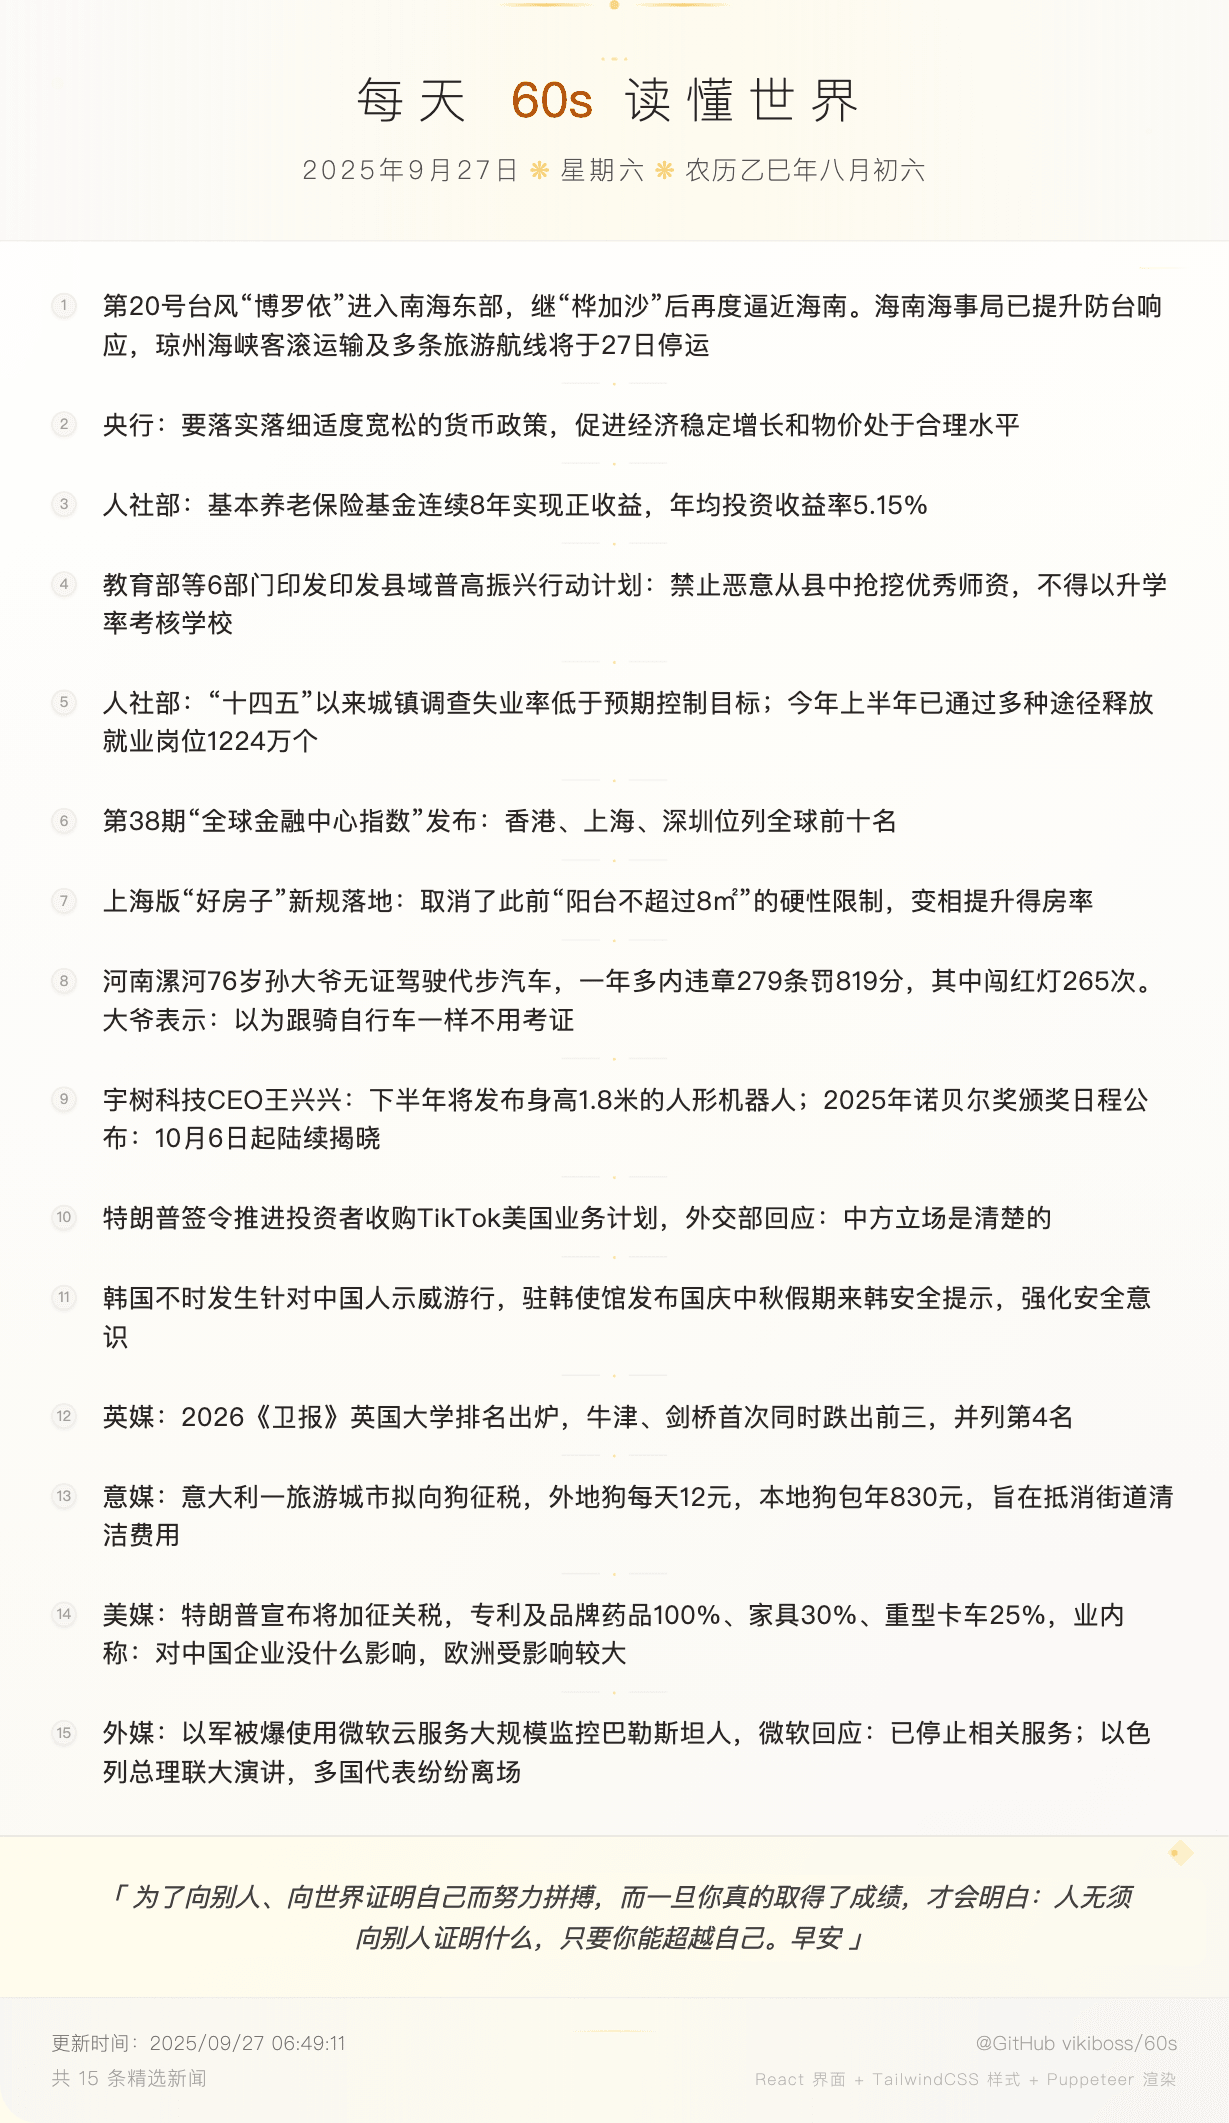 每天 60s 读懂世界
2025年9月27日 ❋ 星期六 ❋ 农历乙巳年八月初六
1 第20号台风“博罗依”进入南海东部，继“桦加沙”后再度逼近海南。海南海事局已提升防台响
应，琼州海峡客滚运输及多条旅游航线将于27日停运
2 央行：要落实落细适度宽松的货币政策，促进经济稳定增长和物价处于合理水平
3 人社部：基本养老保险基金连续8年实现正收益，年均投资收益率5.15%
4 教育部等6部门印发印发县域普高振兴行动计划：禁止恶意从县中抢挖优秀师资，不得以升学
率考核学校
5 人社部：“十四五”以来城镇调查失业率低于预期控制目标；今年上半年已通过多种途径释放
就业岗位1224万个
6 第38期“全球金融中心指数”发布：香港、上海、深圳位列全球前十名
7 上海版“好房子”新规落地：取消了此前“阳台不超过8㎡”的硬性限制，变相提升得房率
8 河南漯河76岁孙大爷无证驾驶代步汽车，一年多内违章279条罚819分，其中闯红灯265次。
大爷表示：以为跟骑自行车一样不用考证
9 宇树科技CEO王兴兴：下半年将发布身高1.8米的人形机器人；2025年诺贝尔奖颁奖日程公
布：10月6日起陆续揭晓
10 特朗普签令推进投资者收购TikTok美国业务计划，外交部回应：中方立场是清楚的
11 韩国不时发生针对中国人示威游行，驻韩使馆发布国庆中秋假期来韩安全提示，强化安全意
识
12 英媒：2026《卫报》英国大学排名出炉，牛津、剑桥首次同时跌出前三，并列第4名
13 意媒：意大利一旅游城市拟向狗征税，外地狗每天12元，本地狗包年830元，旨在抵消街道清
洁费用
14 美媒：特朗普宣布将加征关税，专利及品牌药品100%、家具30%、重型卡车25%，业内
称：对中国企业没什么影响，欧洲受影响较大
15 外媒：以军被爆使用微软云服务大规模监控巴勒斯坦人，微软回应：已停止相关服务；以色
列总理联大演讲，多国代表纷纷离场
「 为了向别人、向世界证明自己而努力拼搏，而一旦你真的取得了成绩，才会明白：人无须
向别人证明什么，只要你能超越自己。早安 」
更新时间：2025/09/27 06:49:11
@GitHub vikiboss/60s
共 15 条精选新闻
React 界面 + TailwindCSS 样式 + Puppeteer 渲染